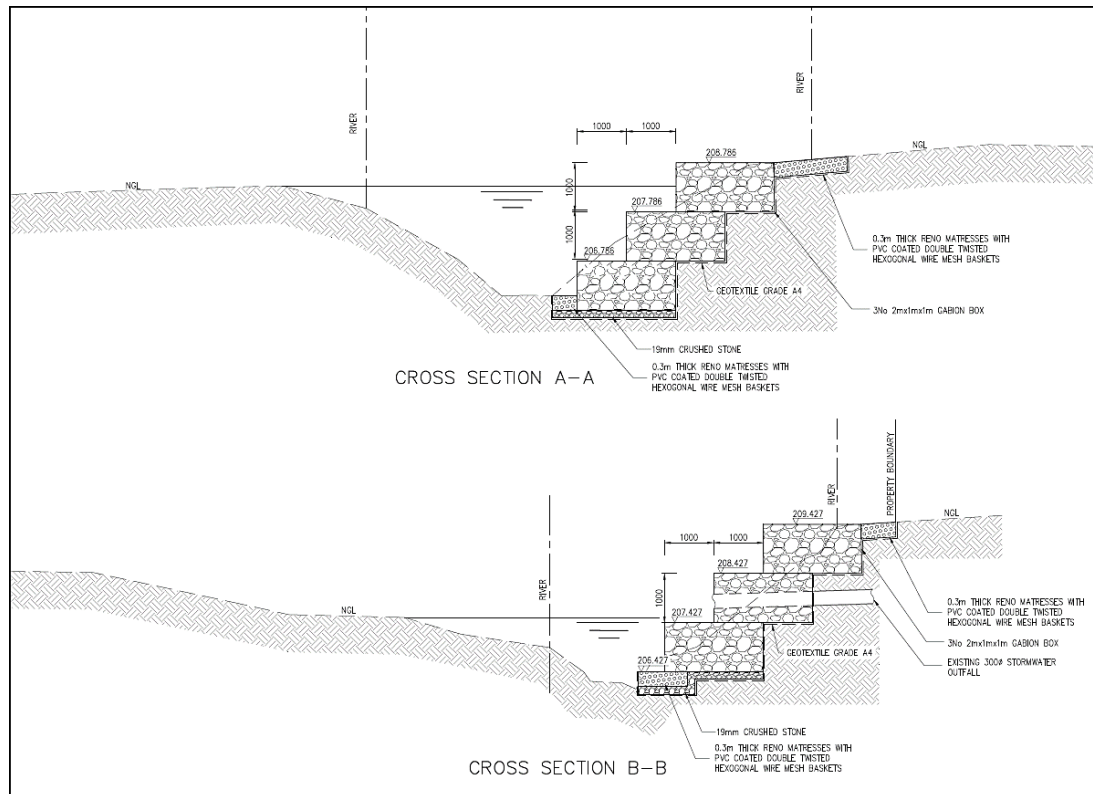 RIVER
RIVER
1000
1000
NGL
NGL
208.786
1000
207.786
1000
206.786
0.3m THICK RENO MATRESSES WITH
PVC COATED DOUBLE TWISTED
HEXOGONAL WIRE MESH BASKETS
GEOTEXTILE GRADE A4
3No 2mx1mx1m GABION BOX
19mm CRUSHED STONE
0.3m THICK RENO MATRESSES WITH
PVC COATED DOUBLE TWISTED
HEXOGONAL WIRE MESH BASKETS
CROSS SECTION A-A
RIVER
PROPERTY BOUNDARY
RIVER
209.427
NGL
1000
1000
208.427
1000
NGL
207.427
0.3m THICK RENO MATRESSES WITH
PVC COATED DOUBLE TWISTED
HEXOGONAL WIRE MESH BASKETS
GEOTEXTILE GRADE A4
3No 2mx1mx1m GABION BOX
206.427
EXISTING 300ø STORMWATER
OUTFALL
19mm CRUSHED STONE
0.3m THICK RENO MATRESSES WITH
PVC COATED DOUBLE TWISTED
HEXOGONAL WIRE MESH BASKETS
CROSS SECTION B-B